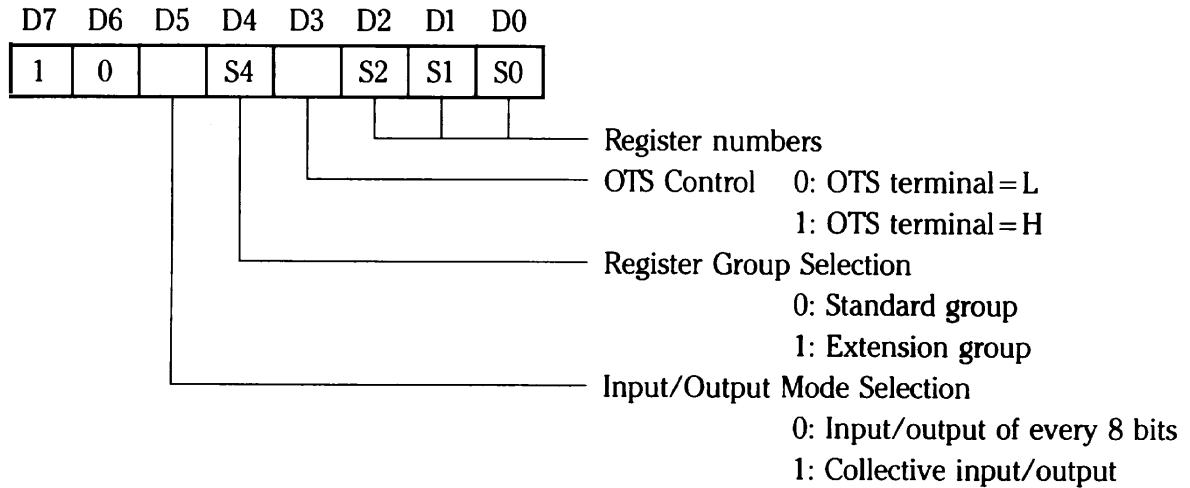 D7 D6 D5 D4 D3 D2 D1 D0
1 0 S4 S2 S1 S0
Register numbers
OTS Control 0: OTS terminal=L
1: OTS terminal=H
Register Group Selection
0: Standard group
1: Extension group
Input/Output Mode Selection
0: Input/output of every 8 bits
1: Collective input/output